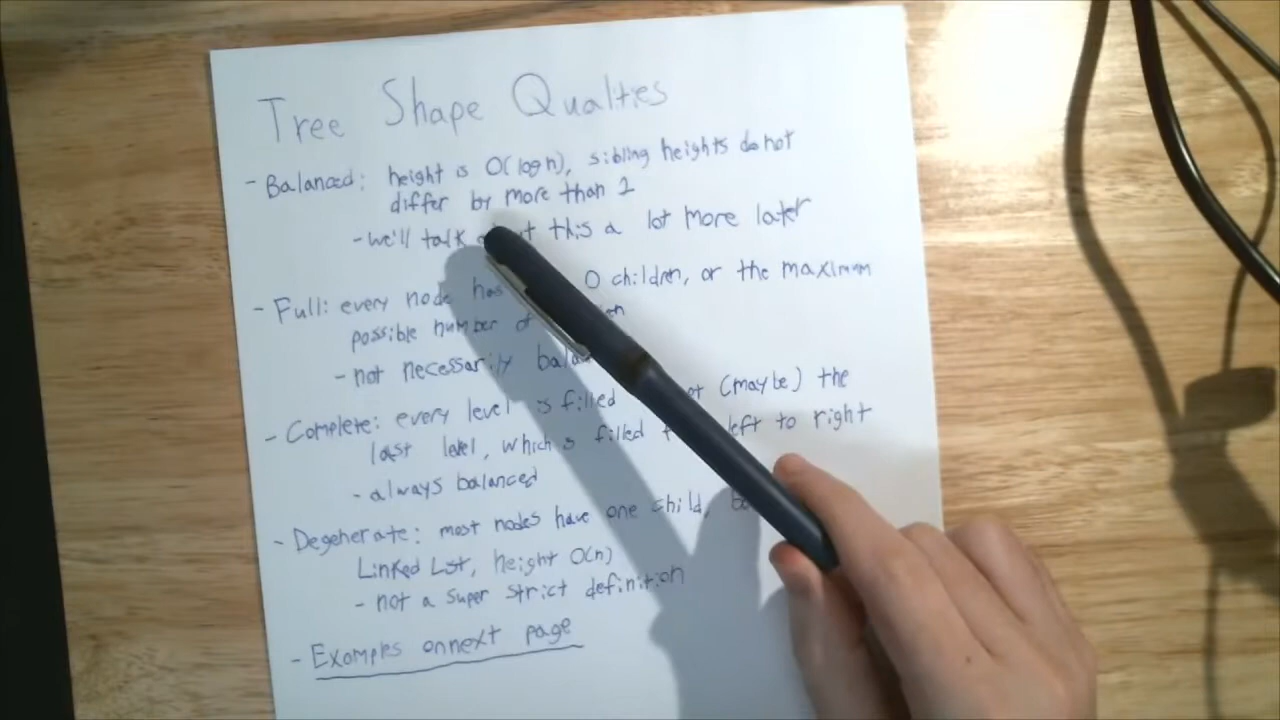 Tree Shape Qualties
- Balanced: height is O(log n), sibling heights do not
differ by more than 1
- we'll talk this a lot more later
- Full: every node has 0 children, or the maximum
possible number
- not necessarily
- Complete: every level is filled (maybe) the
last level, which is filled left to right
- always balanced
- Degenerate: most nodes have one child,
Linked List, height O(n)
- not a super strict definition
- Examples on next page